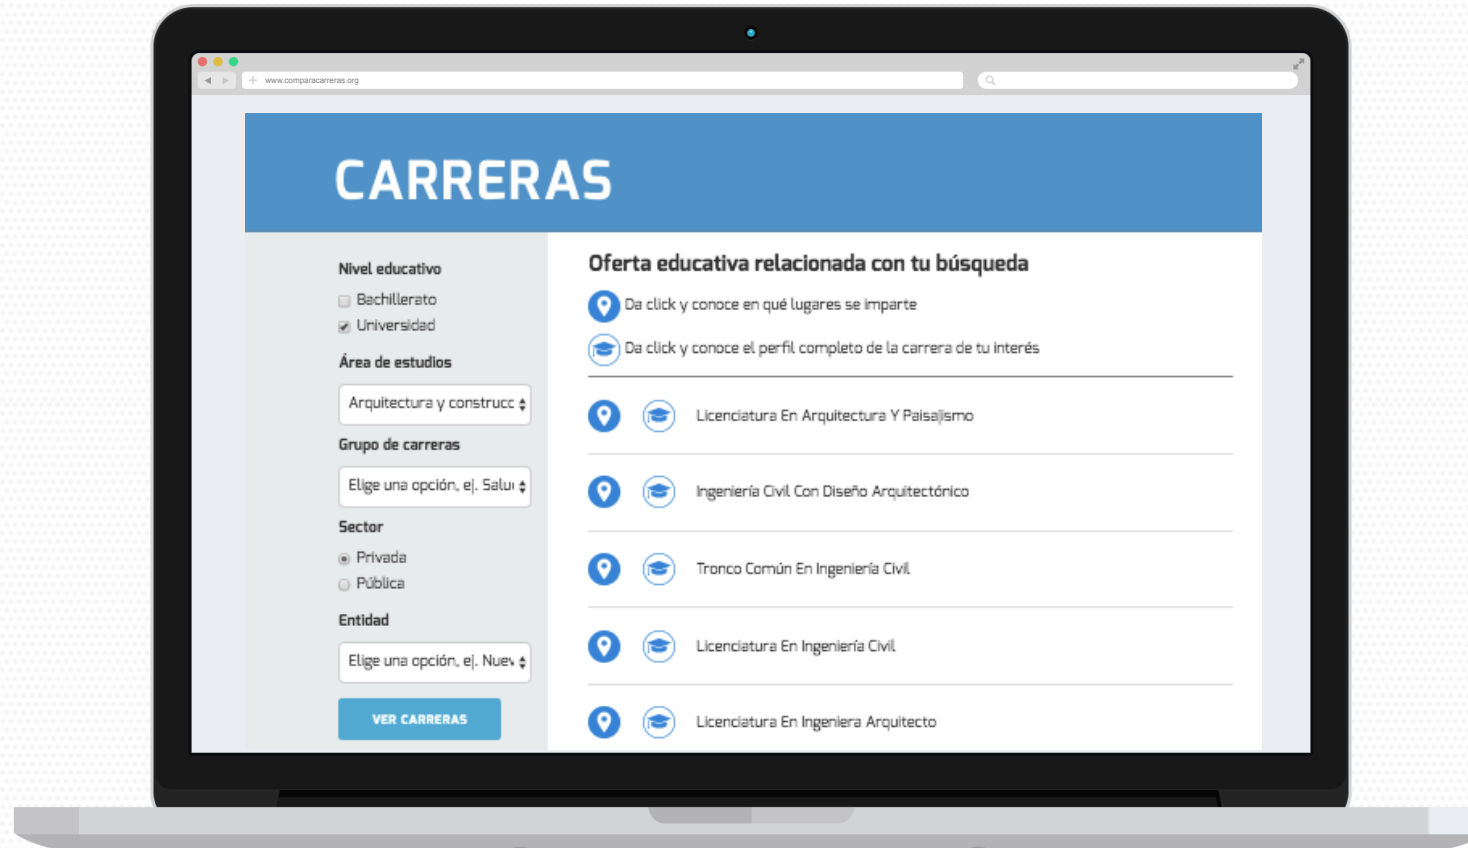 www.comparacarreras.org
CARRERAS
Nivel educativo
Bachillerato
Universidad
Área de estudios
Arquitectura y construcc
Grupo de carreras
Elige una opción, ej. Salu
Sector
Privada
Pública
Entidad
Elige una opción, ej. Nuev
VER CARRERAS
Oferta educativa relacionada con tu búsqueda
Da click y conoce en qué lugares se imparte
Da click y conoce el perfil completo de la carrera de tu interés
Licenciatura En Arquitectura Y Paisajismo
Ingeniería Civil Con Diseño Arquitectónico
Tronco Común En Ingeniería Civil
Licenciatura En Ingeniería Civil
Licenciatura En Ingeniera Arquitecto